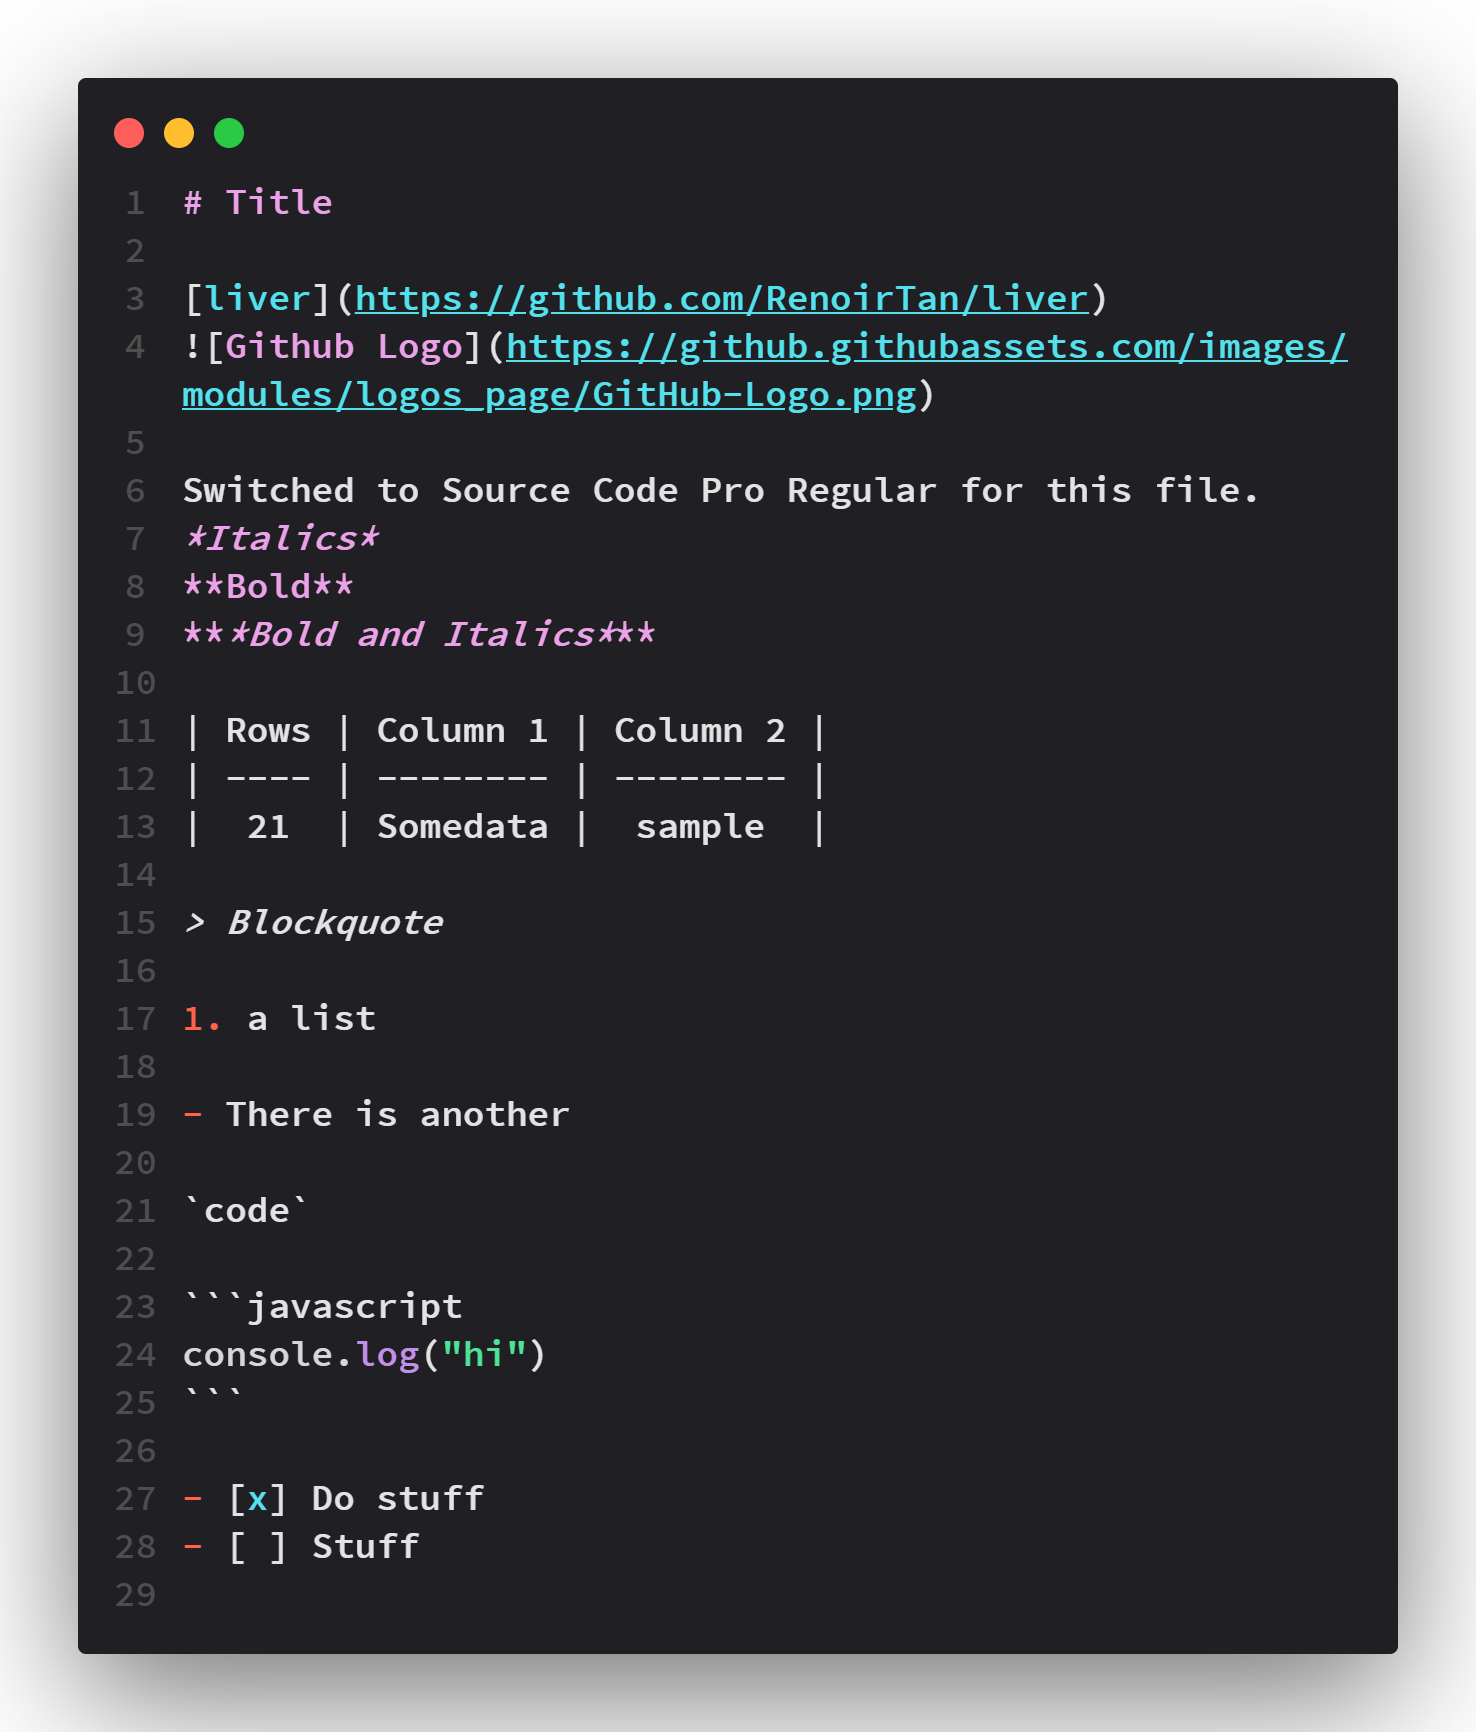 1 # Title
2
3 [liver](https://github.com/RenoirTan/liver)
4 ![Github Logo](https://github.githubassets.com/images/
modules/logos_page/GitHub-Logo.png)
5
6 Switched to Source Code Pro Regular for this file.
7 *Italics*
8 **Bold**
9 ***Bold and Italics***
10
11 | Rows | Column 1 | Column 2 |
12 | ---- | -------- | -------- |
13 |  21  | Somedata |  sample  |
14
15 > Blockquote
16
17 1. a list
18
19 - There is another
20
21 `code`
22
23 ```javascript
24 console.log("hi")
25 ```
26
27 - [x] Do stuff
28 - [ ] Stuff
29